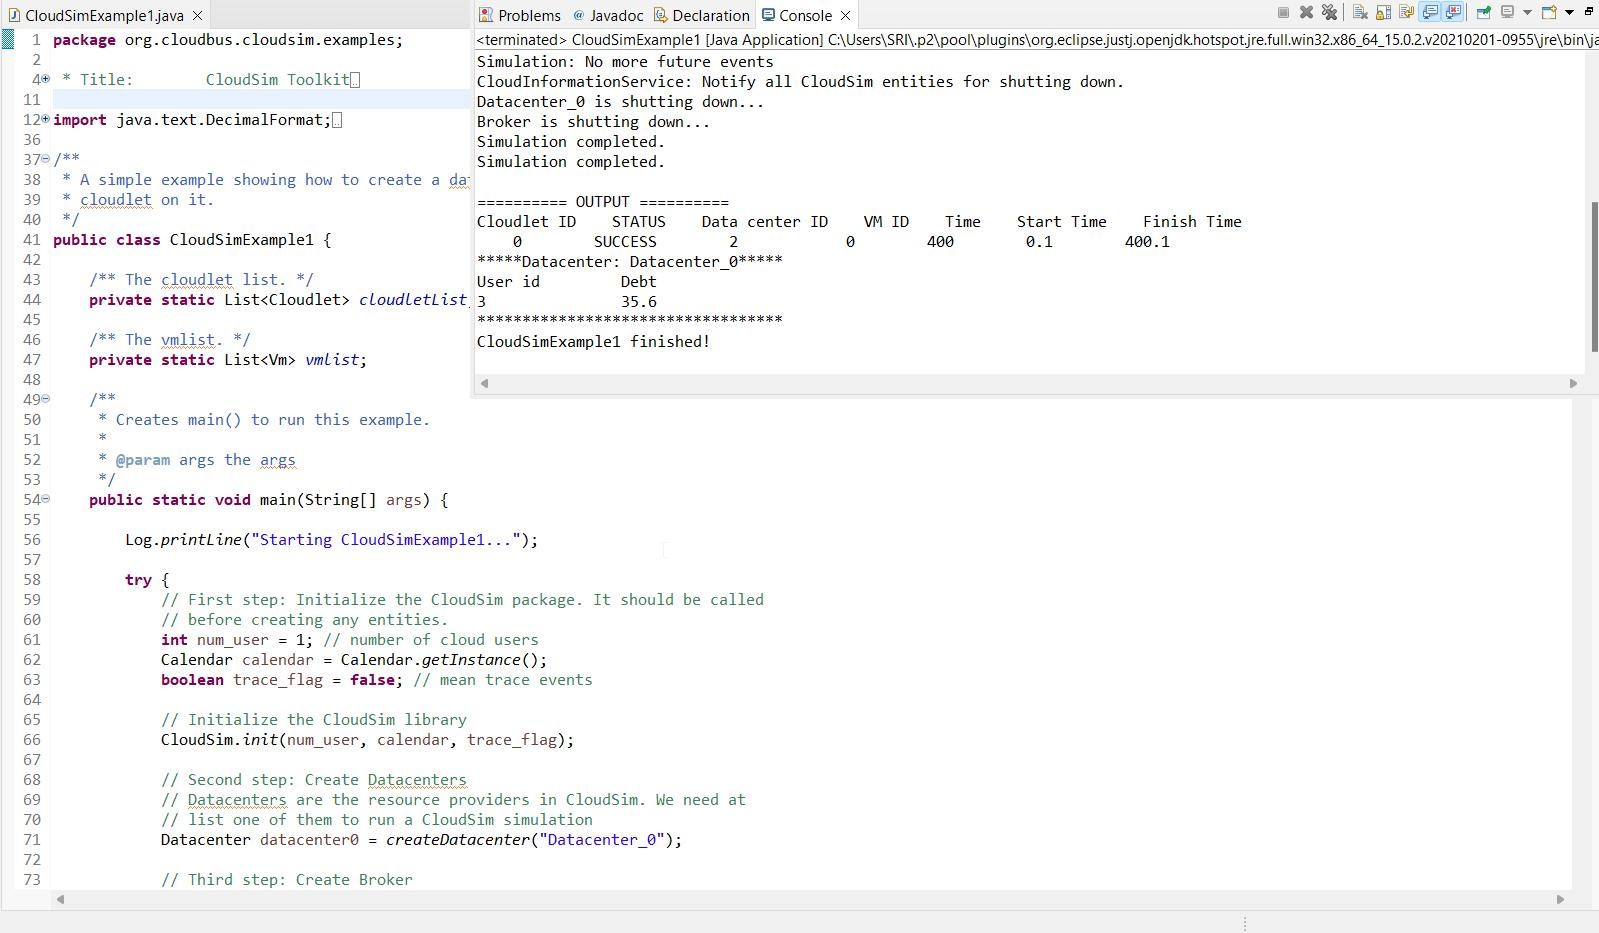 CloudSimExample1.java
1 package org.cloudbus.cloudsim.examples;
2
4 * Title:         CloudSim Toolkit
11
12 import java.text.DecimalFormat;
36
37 /**
38  * A simple example showing how to create a da
39  * cloudlet on it.
40  */
41 public class CloudSimExample1 {
42
43     /** The cloudlet list. */
44     private static List<Cloudlet> cloudletList
45
46     /** The vmlist. */
47     private static List<Vm> vmlist;
48
49     /**
50      * Creates main() to run this example.
51      *
52      * @param args the args
53      */
54     public static void main(String[] args) {
55
56         Log.printLine("Starting CloudSimExample1...");
57
58         try {
59             // First step: Initialize the CloudSim package. It should be called
60             // before creating any entities.
61             int num_user = 1; // number of cloud users
62             Calendar calendar = Calendar.getInstance();
63             boolean trace_flag = false; // mean trace events
64
65             // Initialize the CloudSim library
66             CloudSim.init(num_user, calendar, trace_flag);
67
68             // Second step: Create Datacenters
69             // Datacenters are the resource providers in CloudSim. We need at
70             // list one of them to run a CloudSim simulation
71             Datacenter datacenter0 = createDatacenter("Datacenter_0");
72
73             // Third step: Create Broker
Problems @ Javadoc Declaration Console
<terminated> CloudSimExample1 [Java Application] C:\Users\SRI\.p2\pool\plugins\org.eclipse.justj.openjdk.hotspot.jre.full.win32.x86_64_15.0.2.v20210201-0955\jre\bin\ja
Simulation: No more future events
CloudInformationService: Notify all CloudSim entities for shutting down.
Datacenter_0 is shutting down...
Broker is shutting down...
Simulation completed.
Simulation completed.
========== OUTPUT ==========
Cloudlet ID    STATUS    Data center ID    VM ID    Time    Start Time    Finish Time
0    SUCCESS    2    0    400    0.1    400.1
*****Datacenter: Datacenter_0*****
User id    Debt
3    35.6
**********************************
CloudSimExample1 finished!